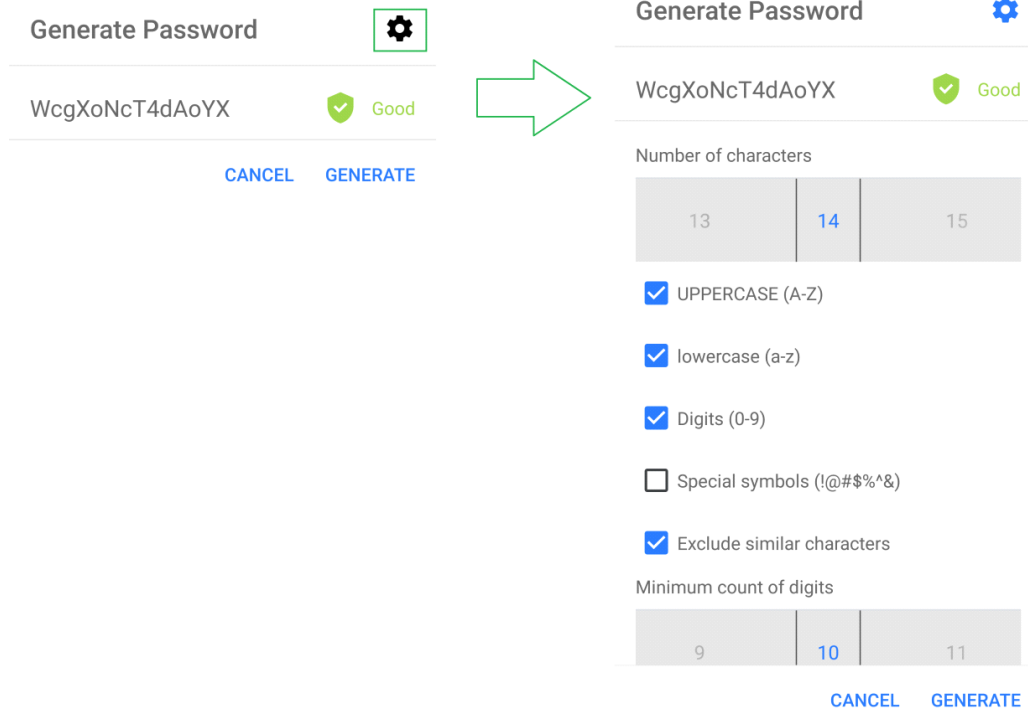 Generate Password
WcgXoNcT4dAoYX Good
CANCEL GENERATE
Generate Password
WcgXoNcT4dAoYX Good
Number of characters
13 14 15
UPPERCASE (A-Z)
lowercase (a-z)
Digits (0-9)
Special symbols (!@#$%^&)
Exclude similar characters
Minimum count of digits
9 10 11
CANCEL GENERATE